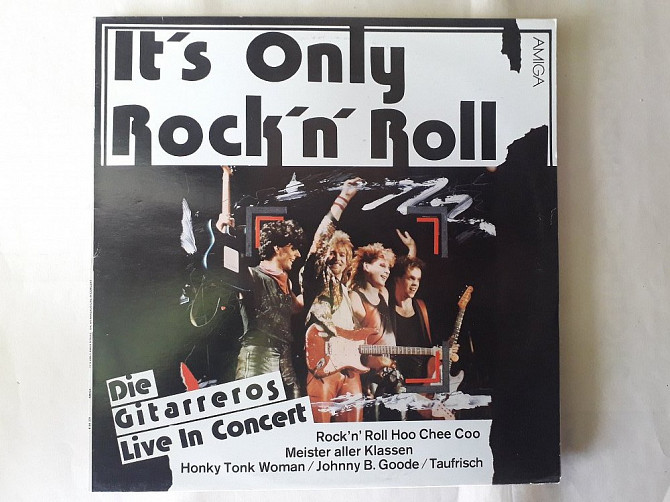 It's Only
Rock'n' Roll
AMIGA
Die
Gitarreros
Live In Concert
Rock'n' Roll Hoo Chee Coo
Meister aller Klassen
Honky Tonk Woman / Johnny B. Goode / Taufrisch